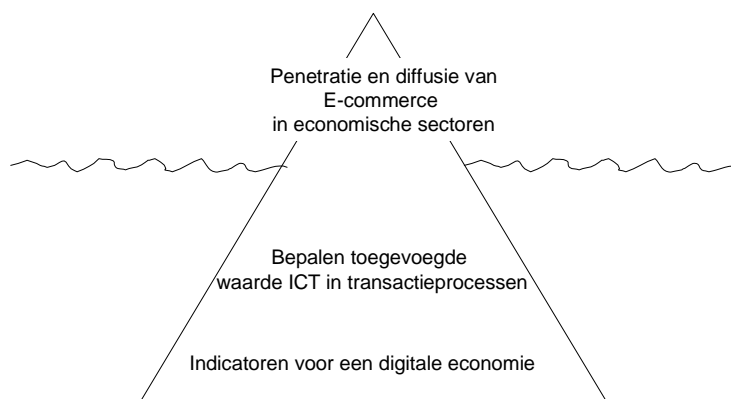 Penetratie en diffusie van
E-commerce
in economische sectoren
Bepalen toegevoegde
waarde ICT in transactieprocessen
Indicatoren voor een digitale economie